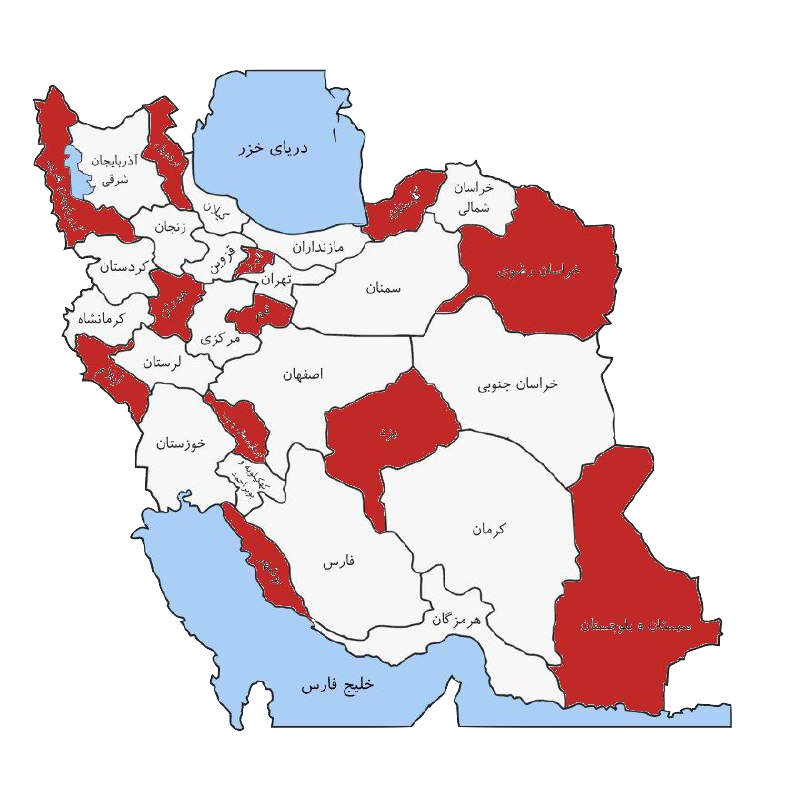 دریای خزر
آذربایجان
شرقی
اردبیل
آذربایجان غربی
گیلان
گلستان
خراسان
شمالی
زنجان
مازندران
قزوین
البرز
تهران
سمنان
خراسان رضوی
کردستان
همدان
قم
کرمانشاه
مرکزی
لرستان
ایلام
اصفهان
خراسان جنوبی
خوزستان
یزد
کهگیلویه و
بویراحمد
کرمان
فارس
بوشهر
هرمزگان
سیستان و بلوچستان
خلیج فارس